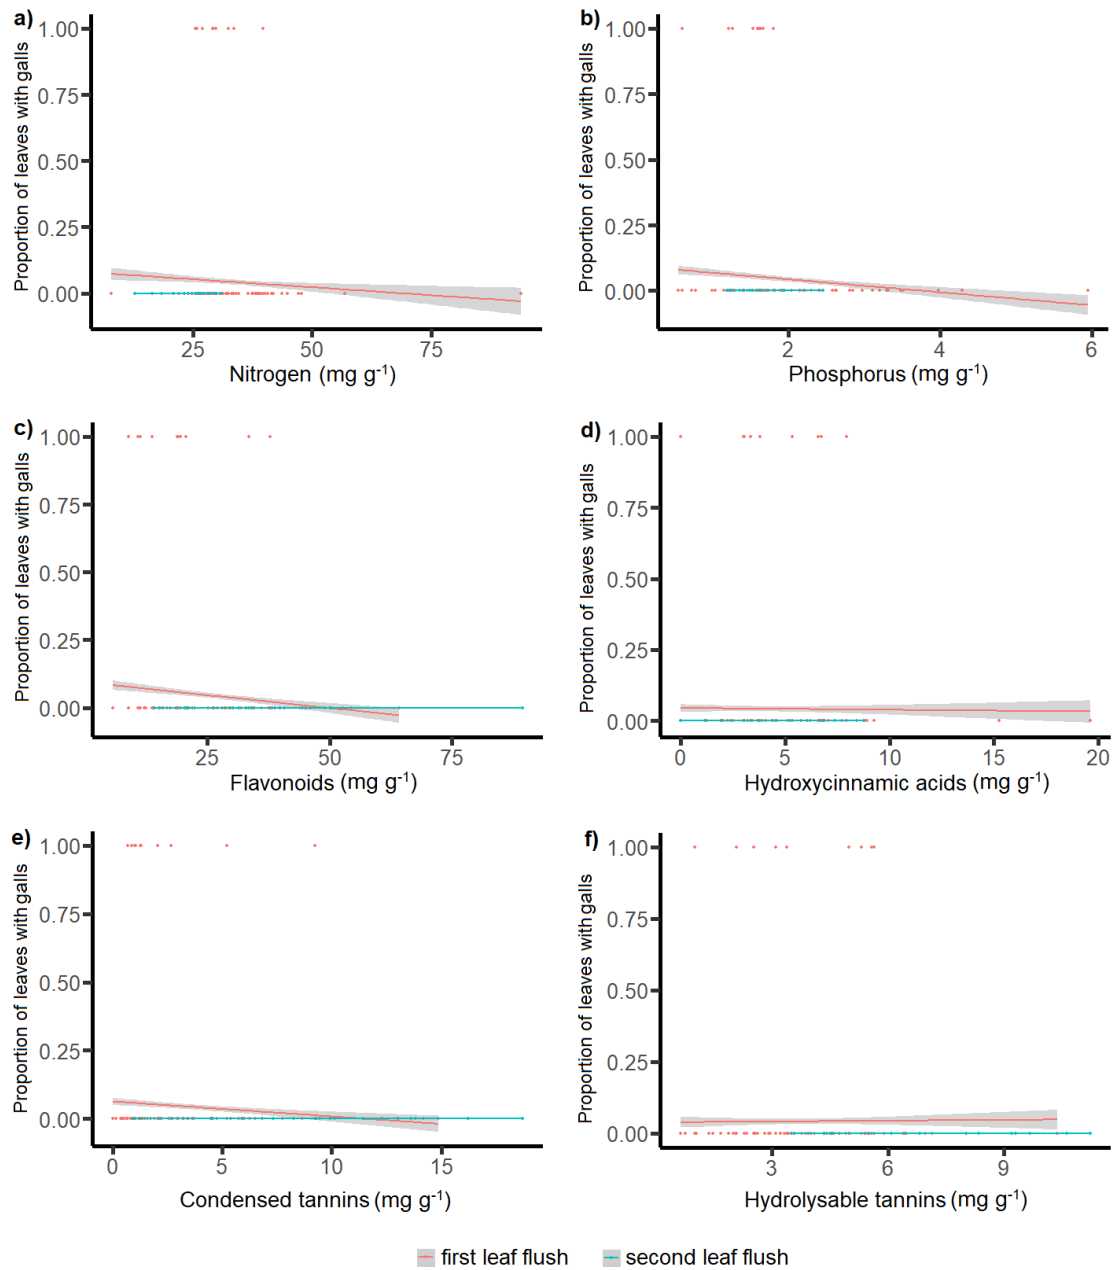 a)
1.00
0.75
0.50
0.25
0.00
Proportion of leaves with galls
25 50 75
Nitrogen (mg g-1)
b)
1.00
0.75
0.50
0.25
0.00
Proportion of leaves with galls
2 4 6
Phosphorus (mg g-1)
c)
1.00
0.75
0.50
0.25
0.00
Proportion of leaves with galls
25 50 75
Flavonoids (mg g-1)
d)
1.00
0.75
0.50
0.25
0.00
Proportion of leaves with galls
0 5 10 15 20
Hydroxycinnamic acids (mg g-1)
e)
1.00
0.75
0.50
0.25
0.00
Proportion of leaves with galls
0 5 10 15
Condensed tannins (mg g-1)
f)
1.00
0.75
0.50
0.25
0.00
Proportion of leaves with galls
3 6 9
Hydrolysable tannins (mg g-1)
first leaf flush second leaf flush